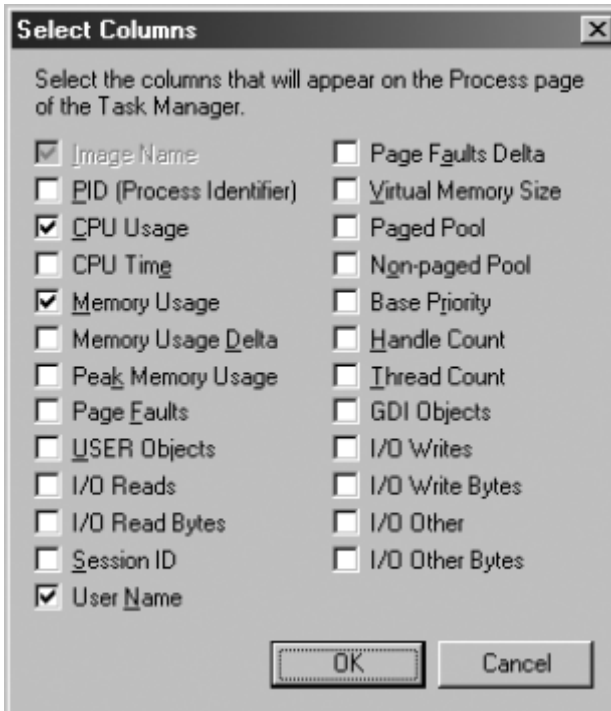 Select Columns
Select the columns that will appear on the Process page
of the Task Manager.
Image Name
PID (Process Identifier)
CPU Usage
CPU Time
Memory Usage
Memory Usage Delta
Peak Memory Usage
Page Faults
USER Objects
I/O Reads
I/O Read Bytes
Session ID
User Name
Page Faults Delta
Virtual Memory Size
Paged Pool
Non-paged Pool
Base Priority
Handle Count
Thread Count
GDI Objects
I/O Writes
I/O Write Bytes
I/O Other
I/O Other Bytes
OK
Cancel